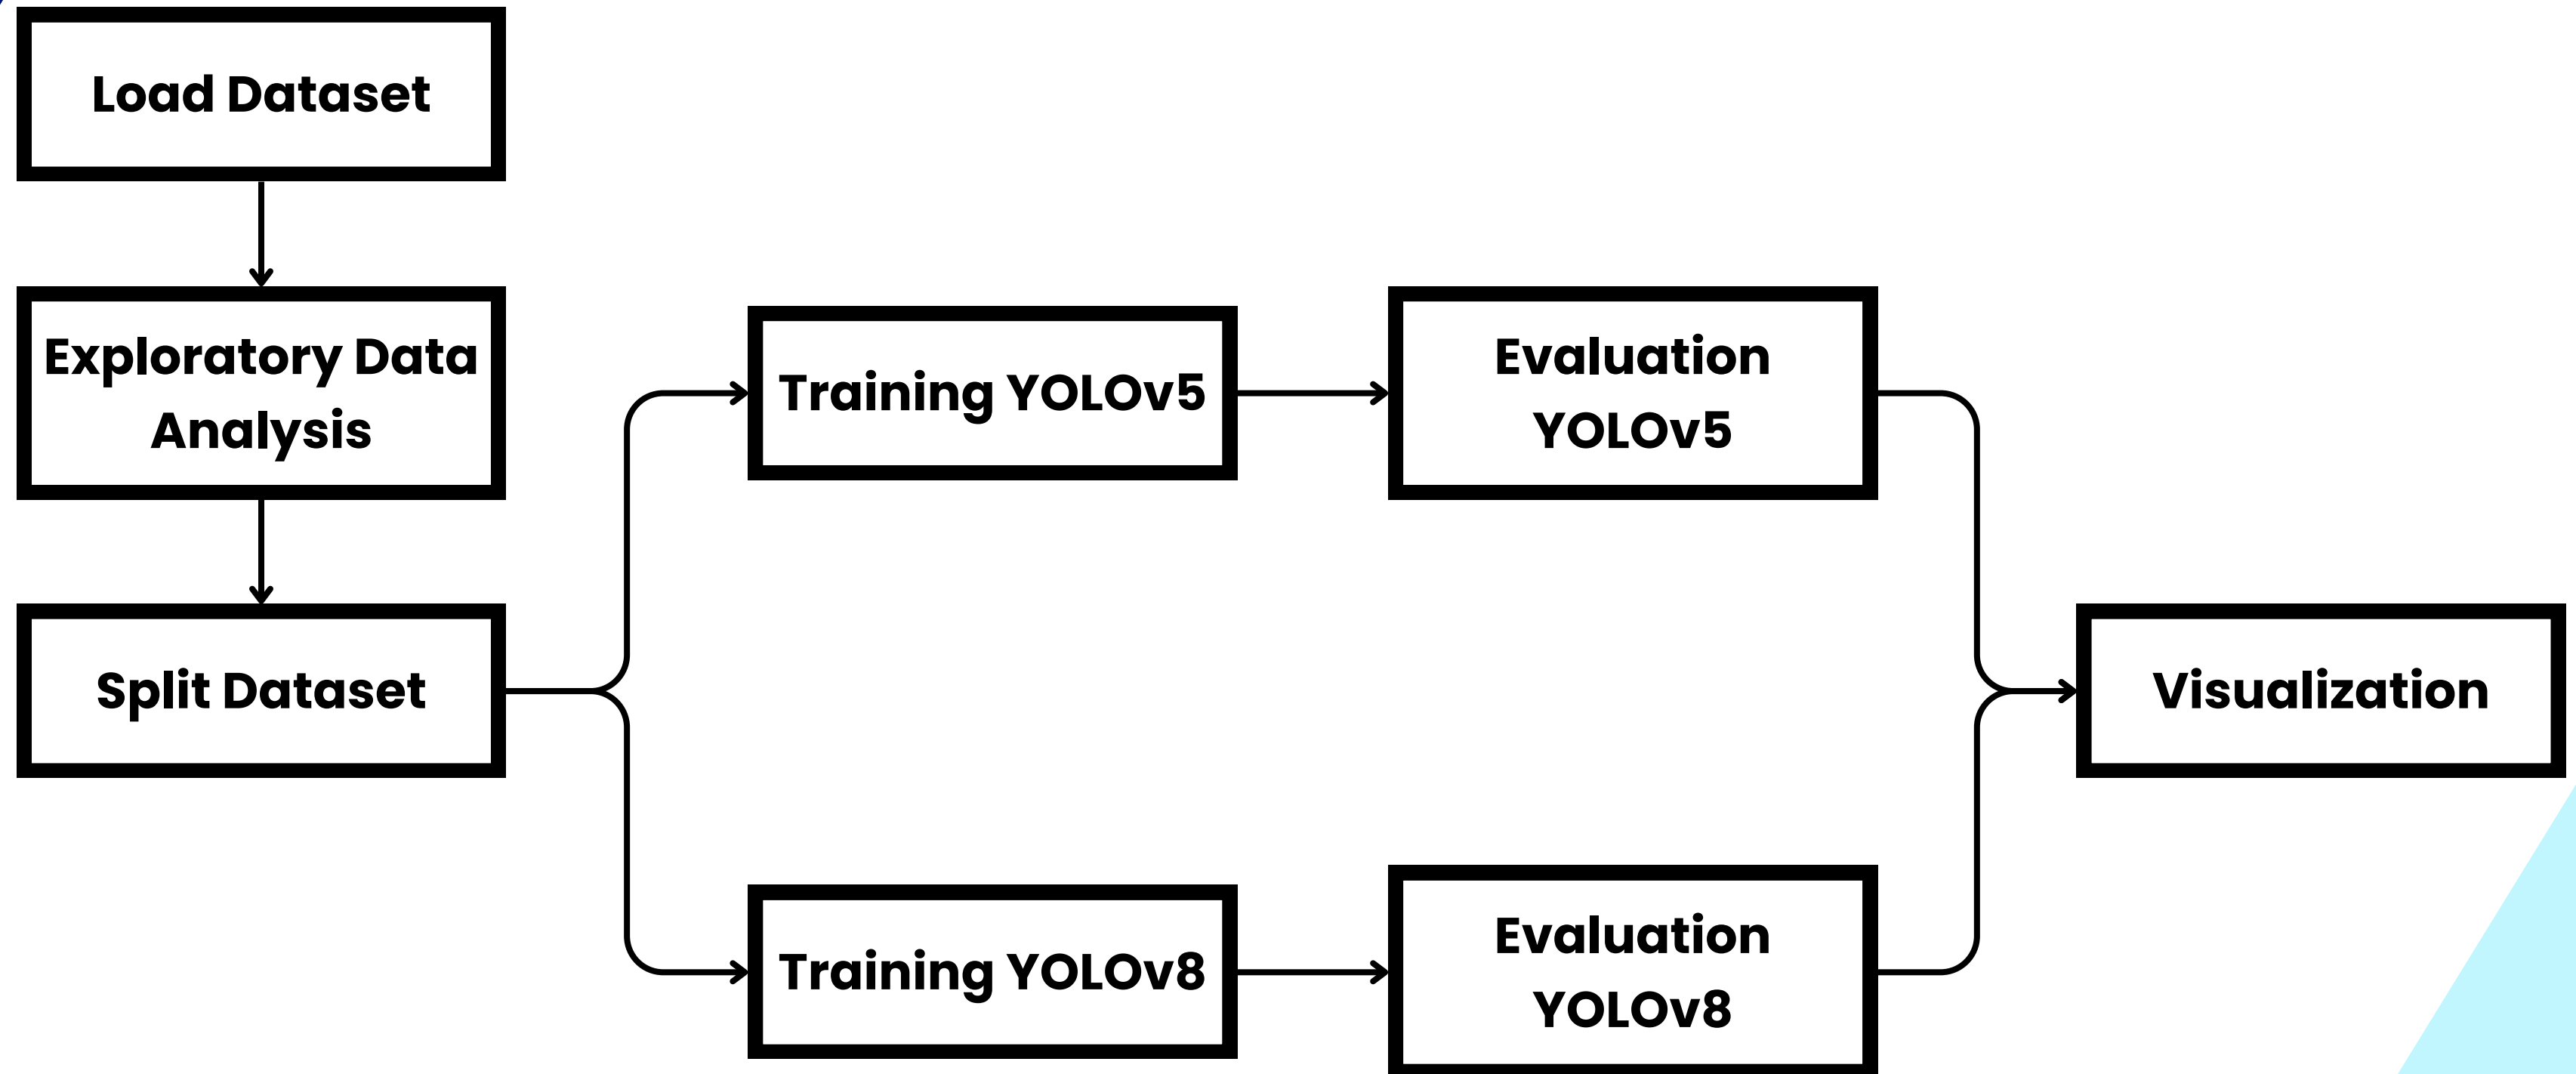 Load Dataset
Exploratory Data
Analysis
Split Dataset
Training YOLOv5
Evaluation
YOLOv5
Training YOLOv8
Evaluation
YOLOv8
Visualization